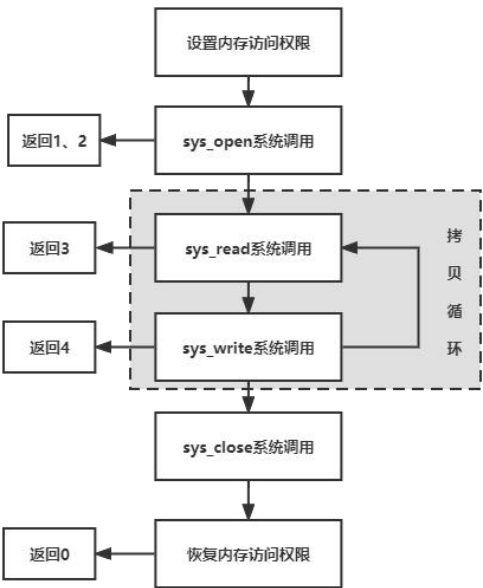 设置内存访问权限
返回1、2
sys_open系统调用
返回3
sys_read系统调用
拷
贝
循
环
返回4
sys_write系统调用
sys_close系统调用
返回0
恢复内存访问权限